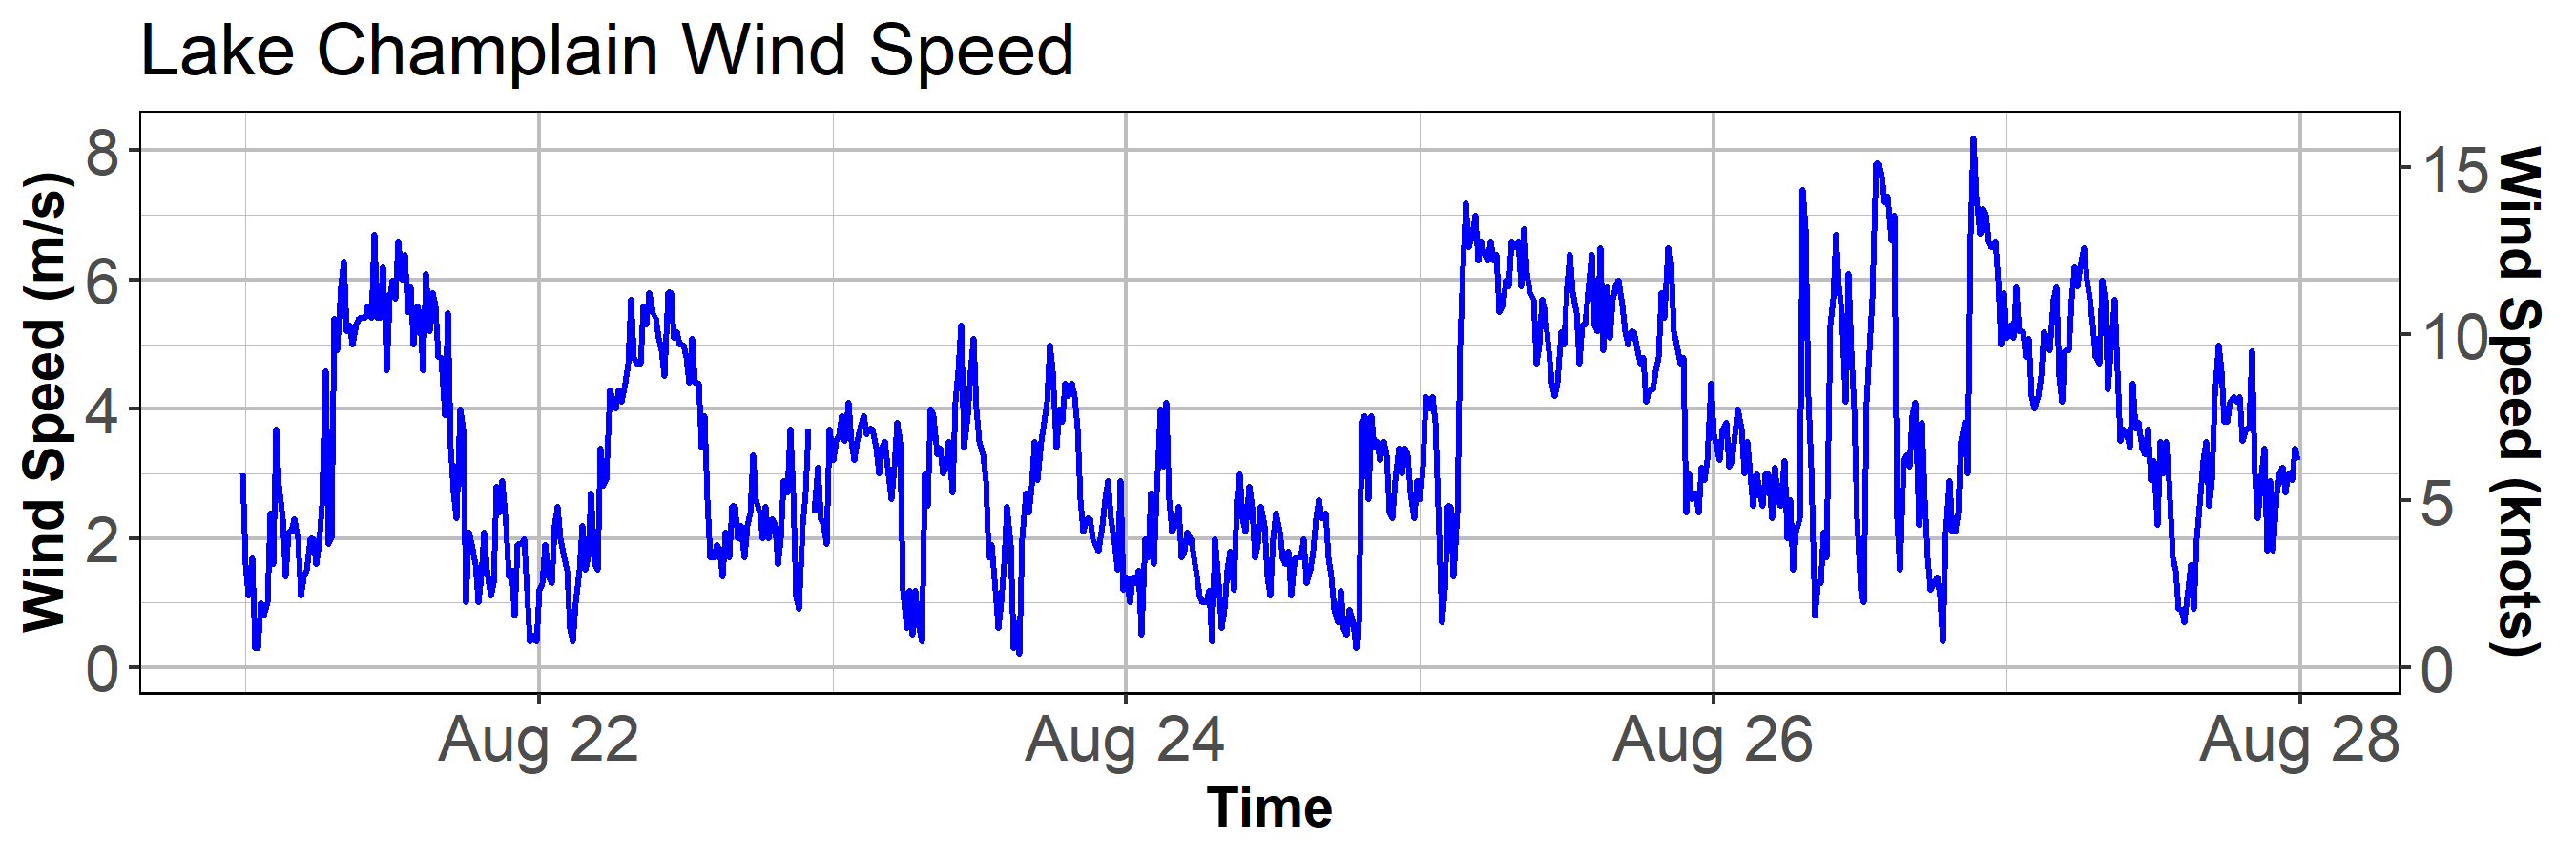 Lake Champlain Wind Speed
Wind Speed (m/s)
8
6
4
2
0
15
10
5
0
Wind Speed (knots)
Aug 22
Aug 24
Aug 26
Aug 28
Time